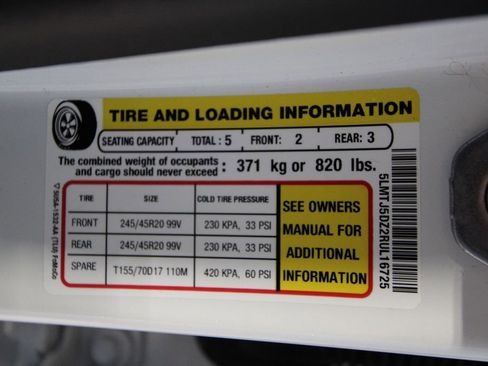 TIRE AND LOADING INFORMATION
SEATING CAPACITY TOTAL : 5 FRONT: 2 REAR: 3
The combined weight of occupants
and cargo should never exceed : 371 kg or 820 lbs.
TIRE SIZE COLD TIRE PRESSURE
FRONT 245/45R20 99V 230 KPA, 33 PSI
REAR 245/45R20 99V 230 KPA, 33 PSI
SPARE T155/70D17 110M 420 KPA, 60 PSI
SEE OWNERS
MANUAL FOR
ADDITIONAL
INFORMATION
5LMTJ5DZ2RUL16725